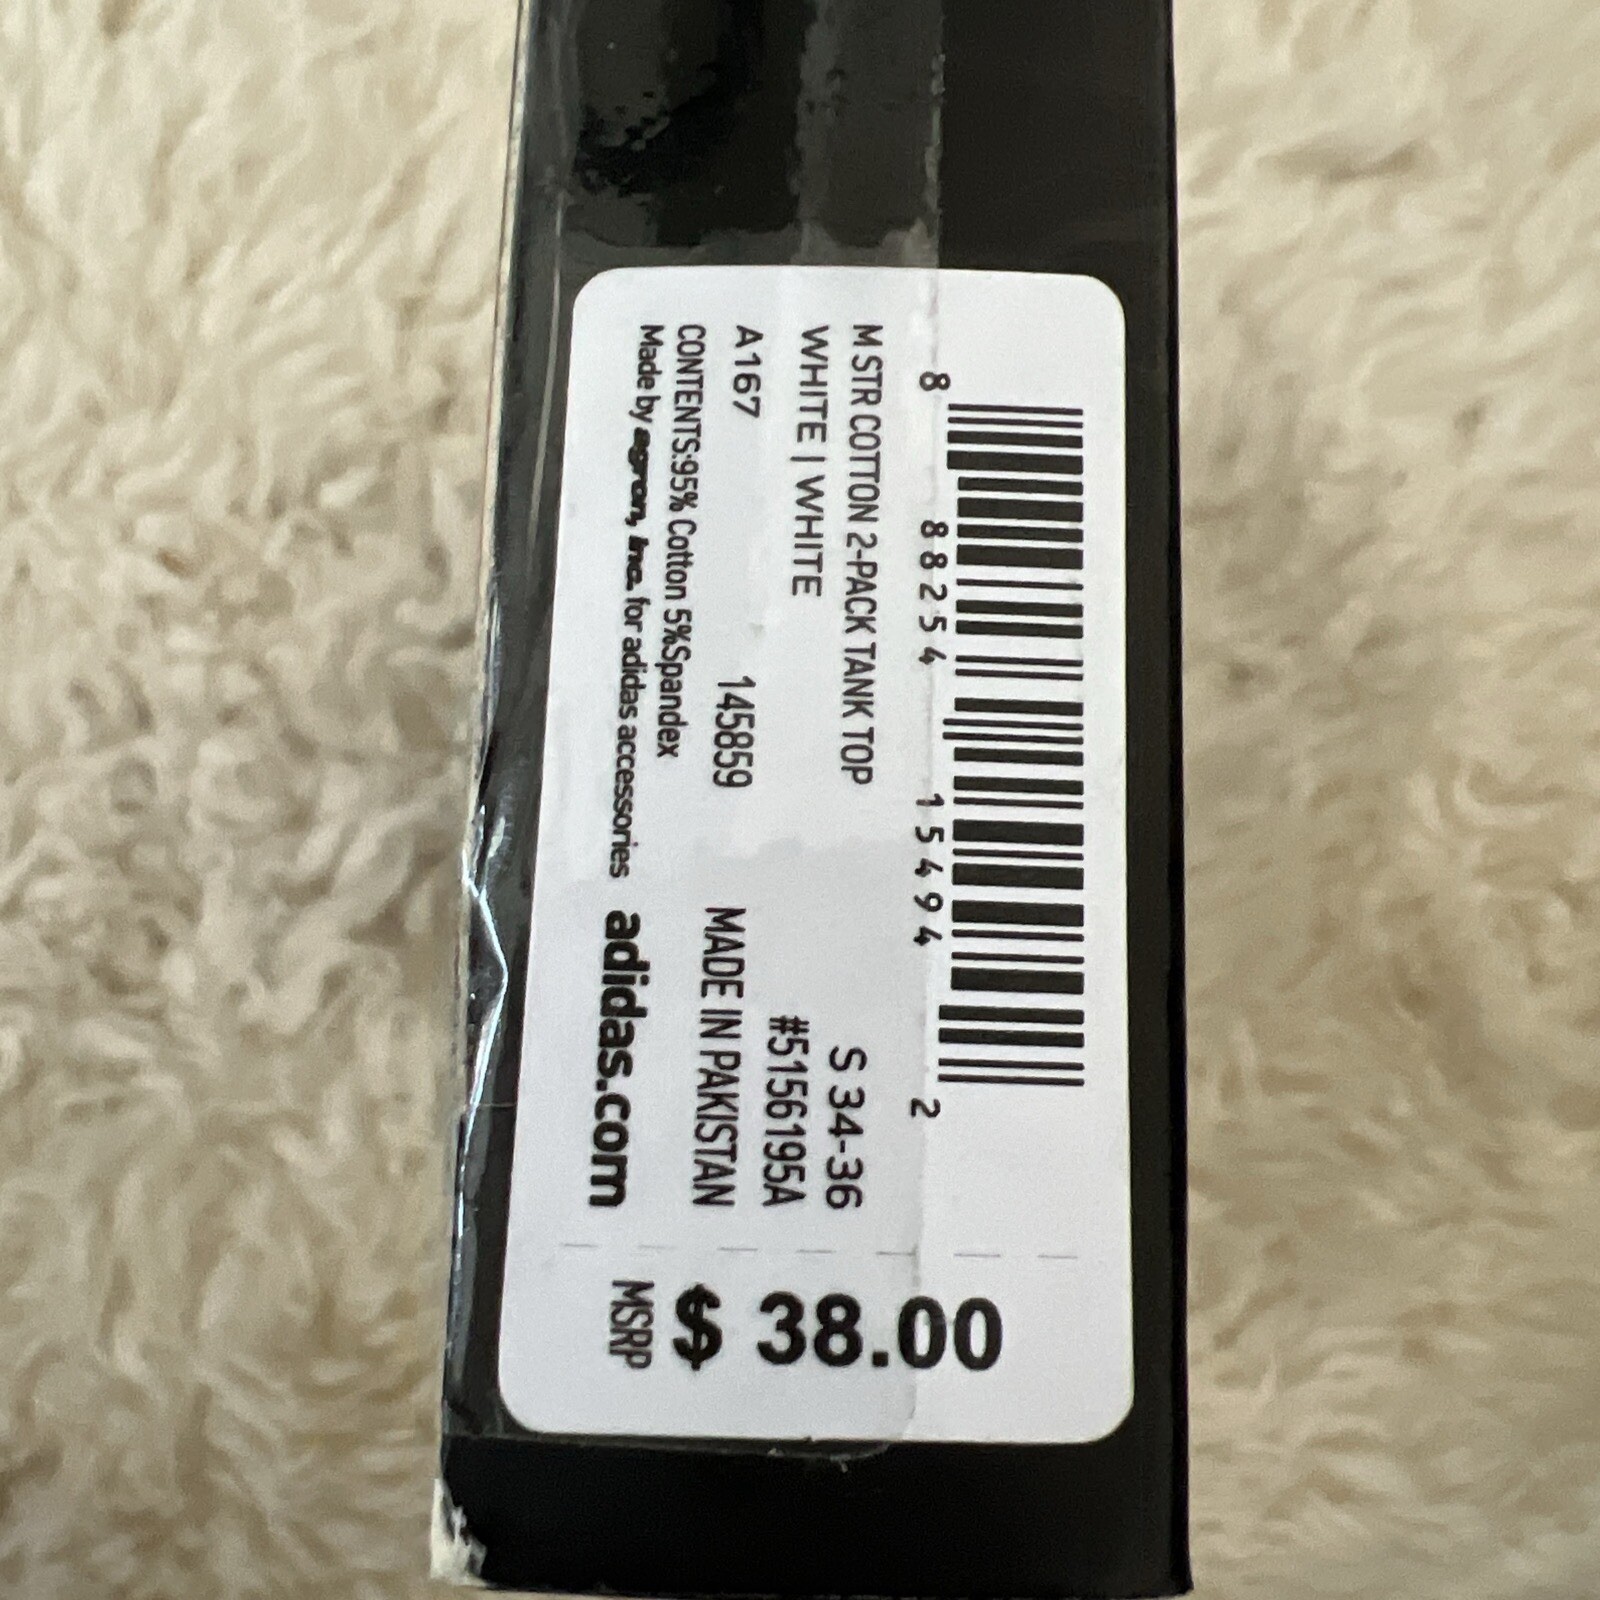 8 88254 15494 2
M STR COTTON 2-PACK TANK TOP S 34-36
WHITE | WHITE #5156195A
A167 145859 MADE IN PAKISTAN
CONTENTS:95% Cotton 5%Spandex
Made by agron, inc. for adidas accessories adidas.com
MSRP $ 38.00